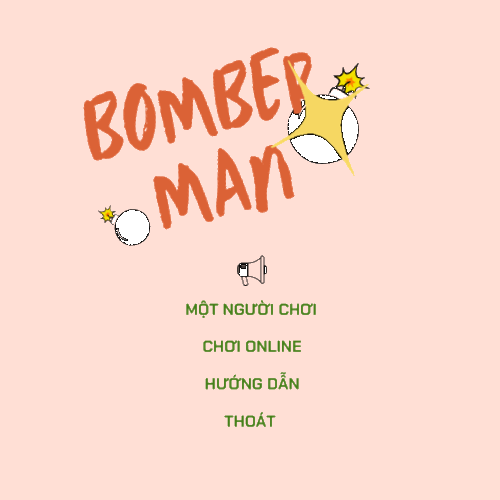 BOMBER
MAN
MỘT NGƯỜI CHƠI
CHƠI ONLINE
HƯỚNG DẪN
THOÁT